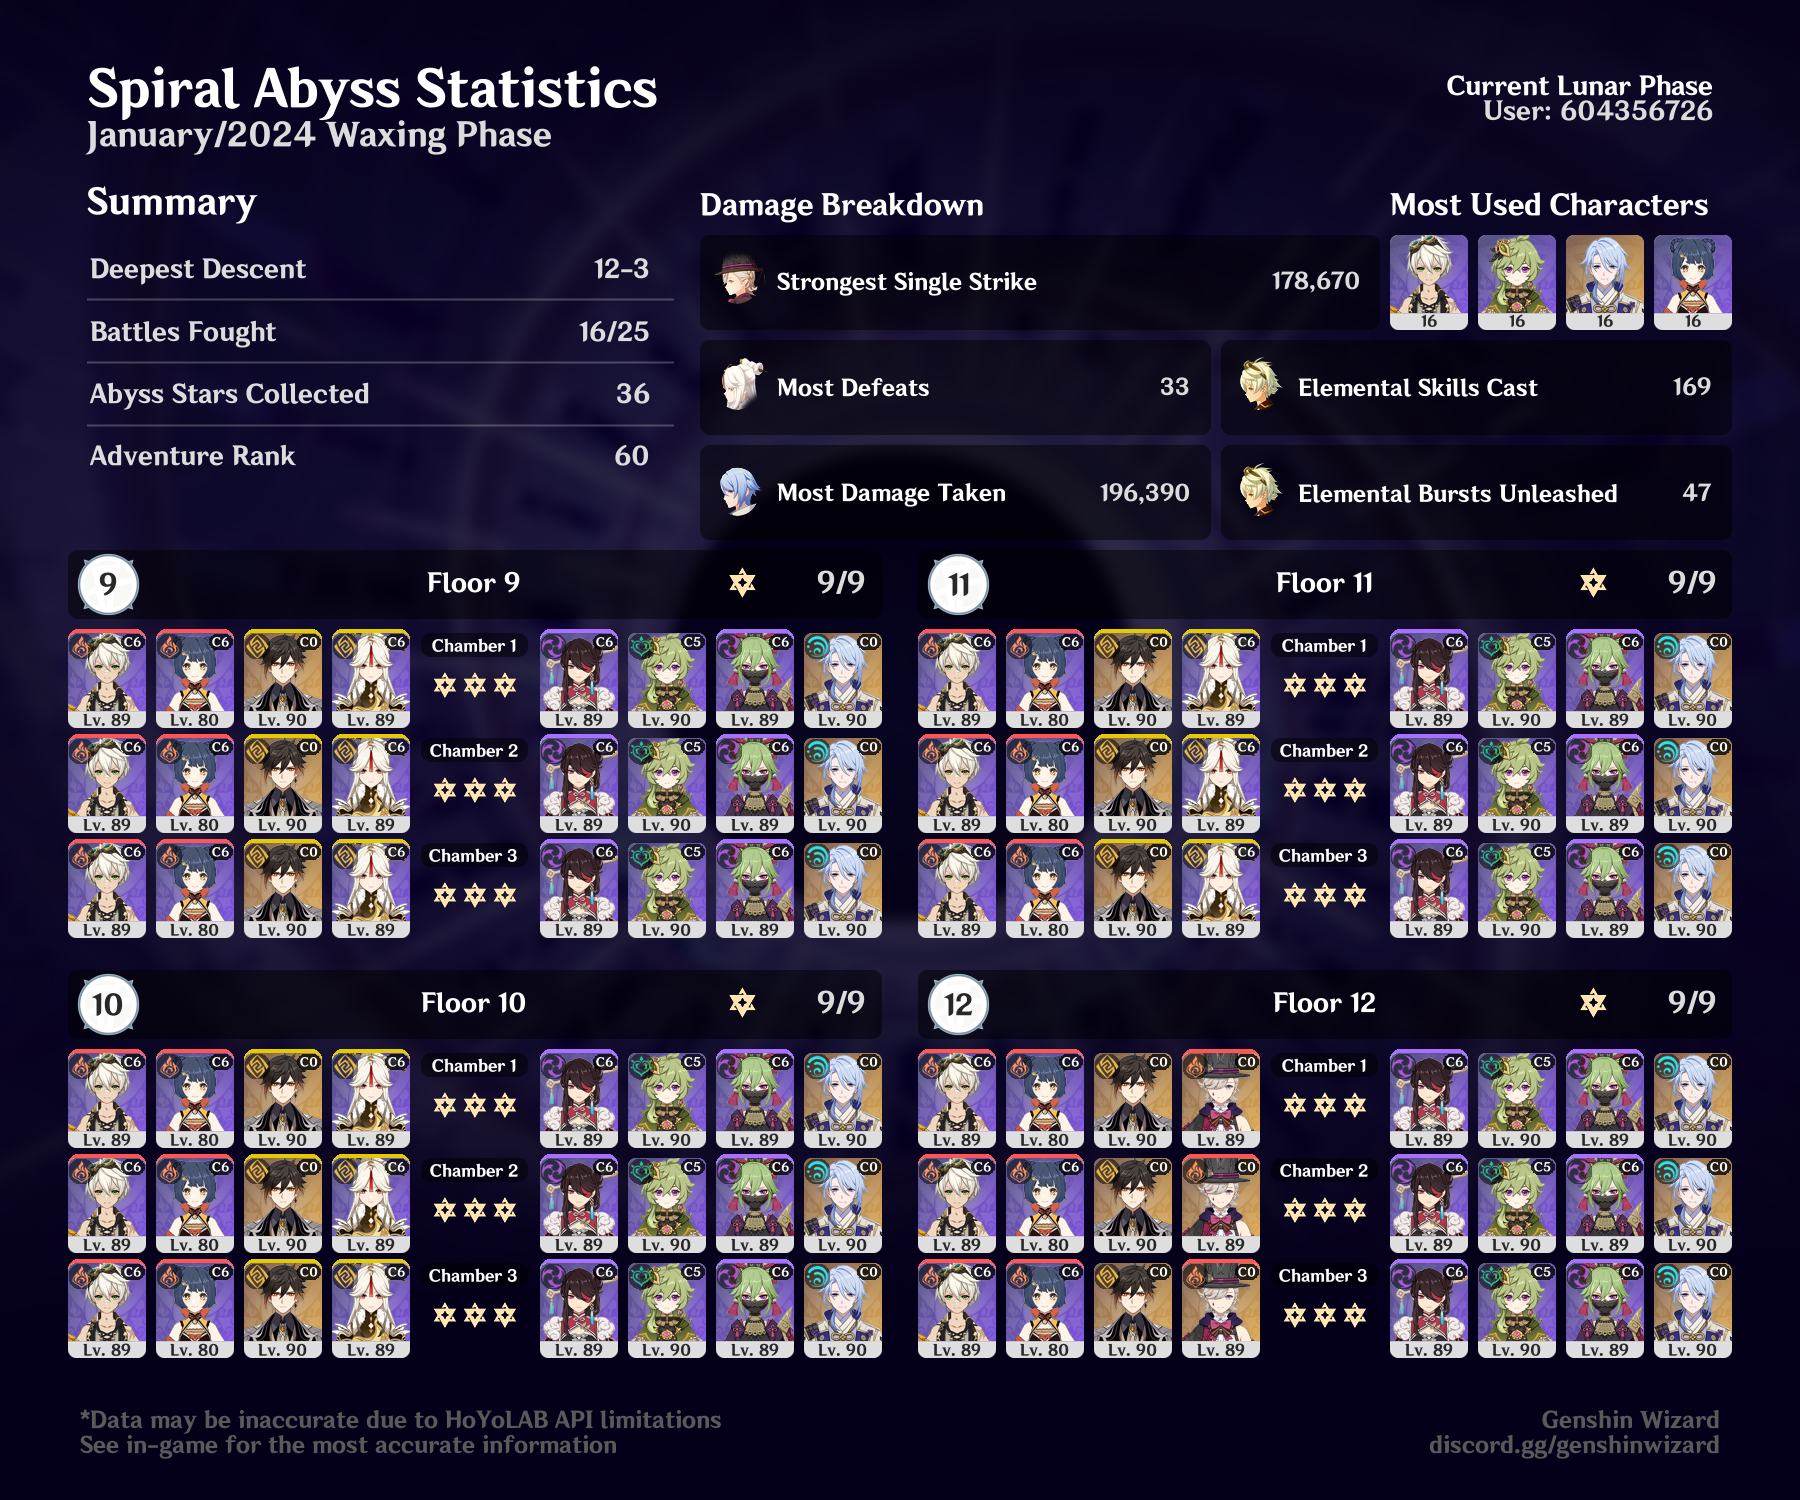 Spiral Abyss Statistics
January/2024 Waxing Phase
Current Lunar Phase
User: 604356726
Summary
Deepest Descent 12-3
Battles Fought 16/25
Abyss Stars Collected 36
Adventure Rank 60
Damage Breakdown
Strongest Single Strike 178,670
Most Defeats 33
Elemental Skills Cast 169
Most Damage Taken 196,390
Elemental Bursts Unleashed 47
Most Used Characters
16 16 16 16
9 Floor 9 9/9
C6 C6 C0 C6 Chamber 1 C6 C5 C6 C0
Lv. 89 Lv. 80 Lv. 90 Lv. 89 Lv. 89 Lv. 90 Lv. 89 Lv. 90
C6 C6 C0 C6 Chamber 2 C6 C5 C6 C0
Lv. 89 Lv. 80 Lv. 90 Lv. 89 Lv. 89 Lv. 90 Lv. 89 Lv. 90
C6 C6 C0 C6 Chamber 3 C6 C5 C6 C0
Lv. 89 Lv. 80 Lv. 90 Lv. 89 Lv. 89 Lv. 90 Lv. 89 Lv. 90
11 Floor 11 9/9
C6 C6 C0 C6 Chamber 1 C6 C5 C6 C0
Lv. 89 Lv. 80 Lv. 90 Lv. 89 Lv. 89 Lv. 90 Lv. 89 Lv. 90
C6 C6 C0 C6 Chamber 2 C6 C5 C6 C0
Lv. 89 Lv. 80 Lv. 90 Lv. 89 Lv. 89 Lv. 90 Lv. 89 Lv. 90
C6 C6 C0 C6 Chamber 3 C6 C5 C6 C0
Lv. 89 Lv. 80 Lv. 90 Lv. 89 Lv. 89 Lv. 90 Lv. 89 Lv. 90
10 Floor 10 9/9
C6 C6 C0 C6 Chamber 1 C6 C5 C6 C0
Lv. 89 Lv. 80 Lv. 90 Lv. 89 Lv. 89 Lv. 90 Lv. 89 Lv. 90
C6 C6 C0 C6 Chamber 2 C6 C5 C6 C0
Lv. 89 Lv. 80 Lv. 90 Lv. 89 Lv. 89 Lv. 90 Lv. 89 Lv. 90
C6 C6 C0 C6 Chamber 3 C6 C5 C6 C0
Lv. 89 Lv. 80 Lv. 90 Lv. 89 Lv. 89 Lv. 90 Lv. 89 Lv. 90
12 Floor 12 9/9
C6 C6 C0 C0 Chamber 1 C6 C5 C6 C0
Lv. 89 Lv. 80 Lv. 90 Lv. 89 Lv. 89 Lv. 90 Lv. 89 Lv. 90
C6 C6 C0 C0 Chamber 2 C6 C5 C6 C0
Lv. 89 Lv. 80 Lv. 90 Lv. 89 Lv. 89 Lv. 90 Lv. 89 Lv. 90
C6 C6 C0 C0 Chamber 3 C6 C5 C6 C0
Lv. 89 Lv. 80 Lv. 90 Lv. 89 Lv. 89 Lv. 90 Lv. 89 Lv. 90
*Data may be inaccurate due to HoYoLAB API limitations
See in-game for the most accurate information
Genshin Wizard
discord.gg/genshinwizard